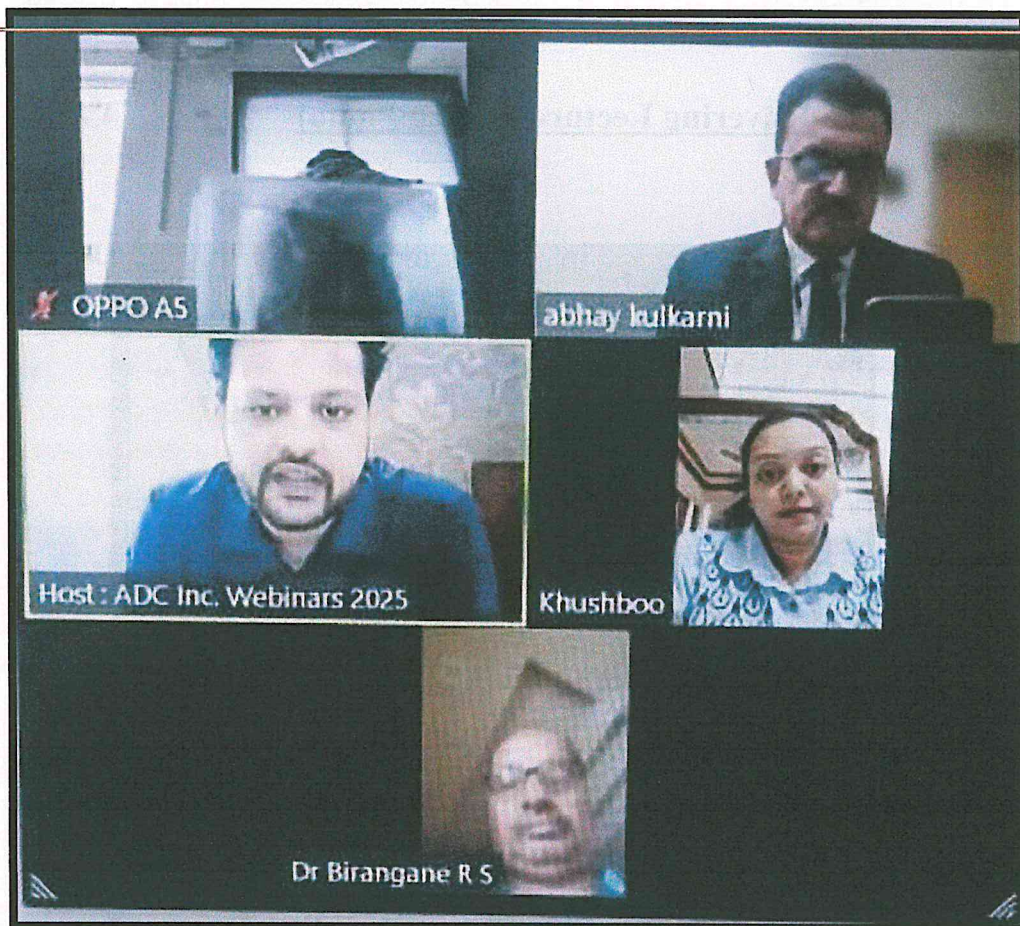 OPPO A5
abhay kulkarni
Host : ADC Inc. Webinars 2025
Khushboo
Dr Birangane R S